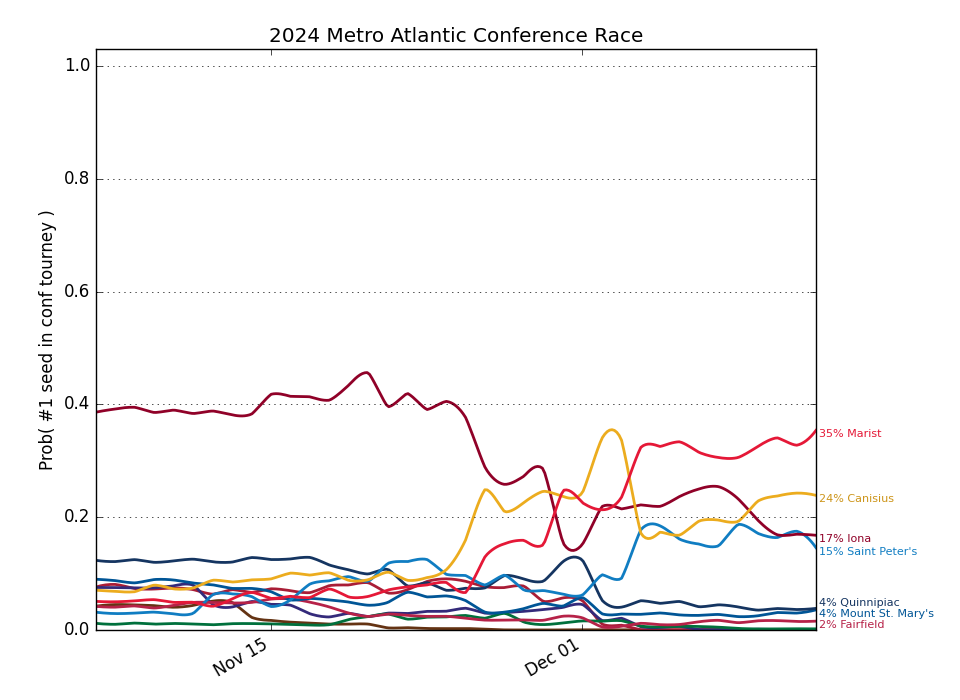 2024 Metro Atlantic Conference Race
Prob( #1 seed in conf tourney )
1.0
0.8
0.6
0.4
0.2
0.0
Nov 15
Dec 01
35% Marist
24% Canisius
17% Iona
15% Saint Peter's
4% Quinnipiac
4% Mount St. Mary's
2% Fairfield